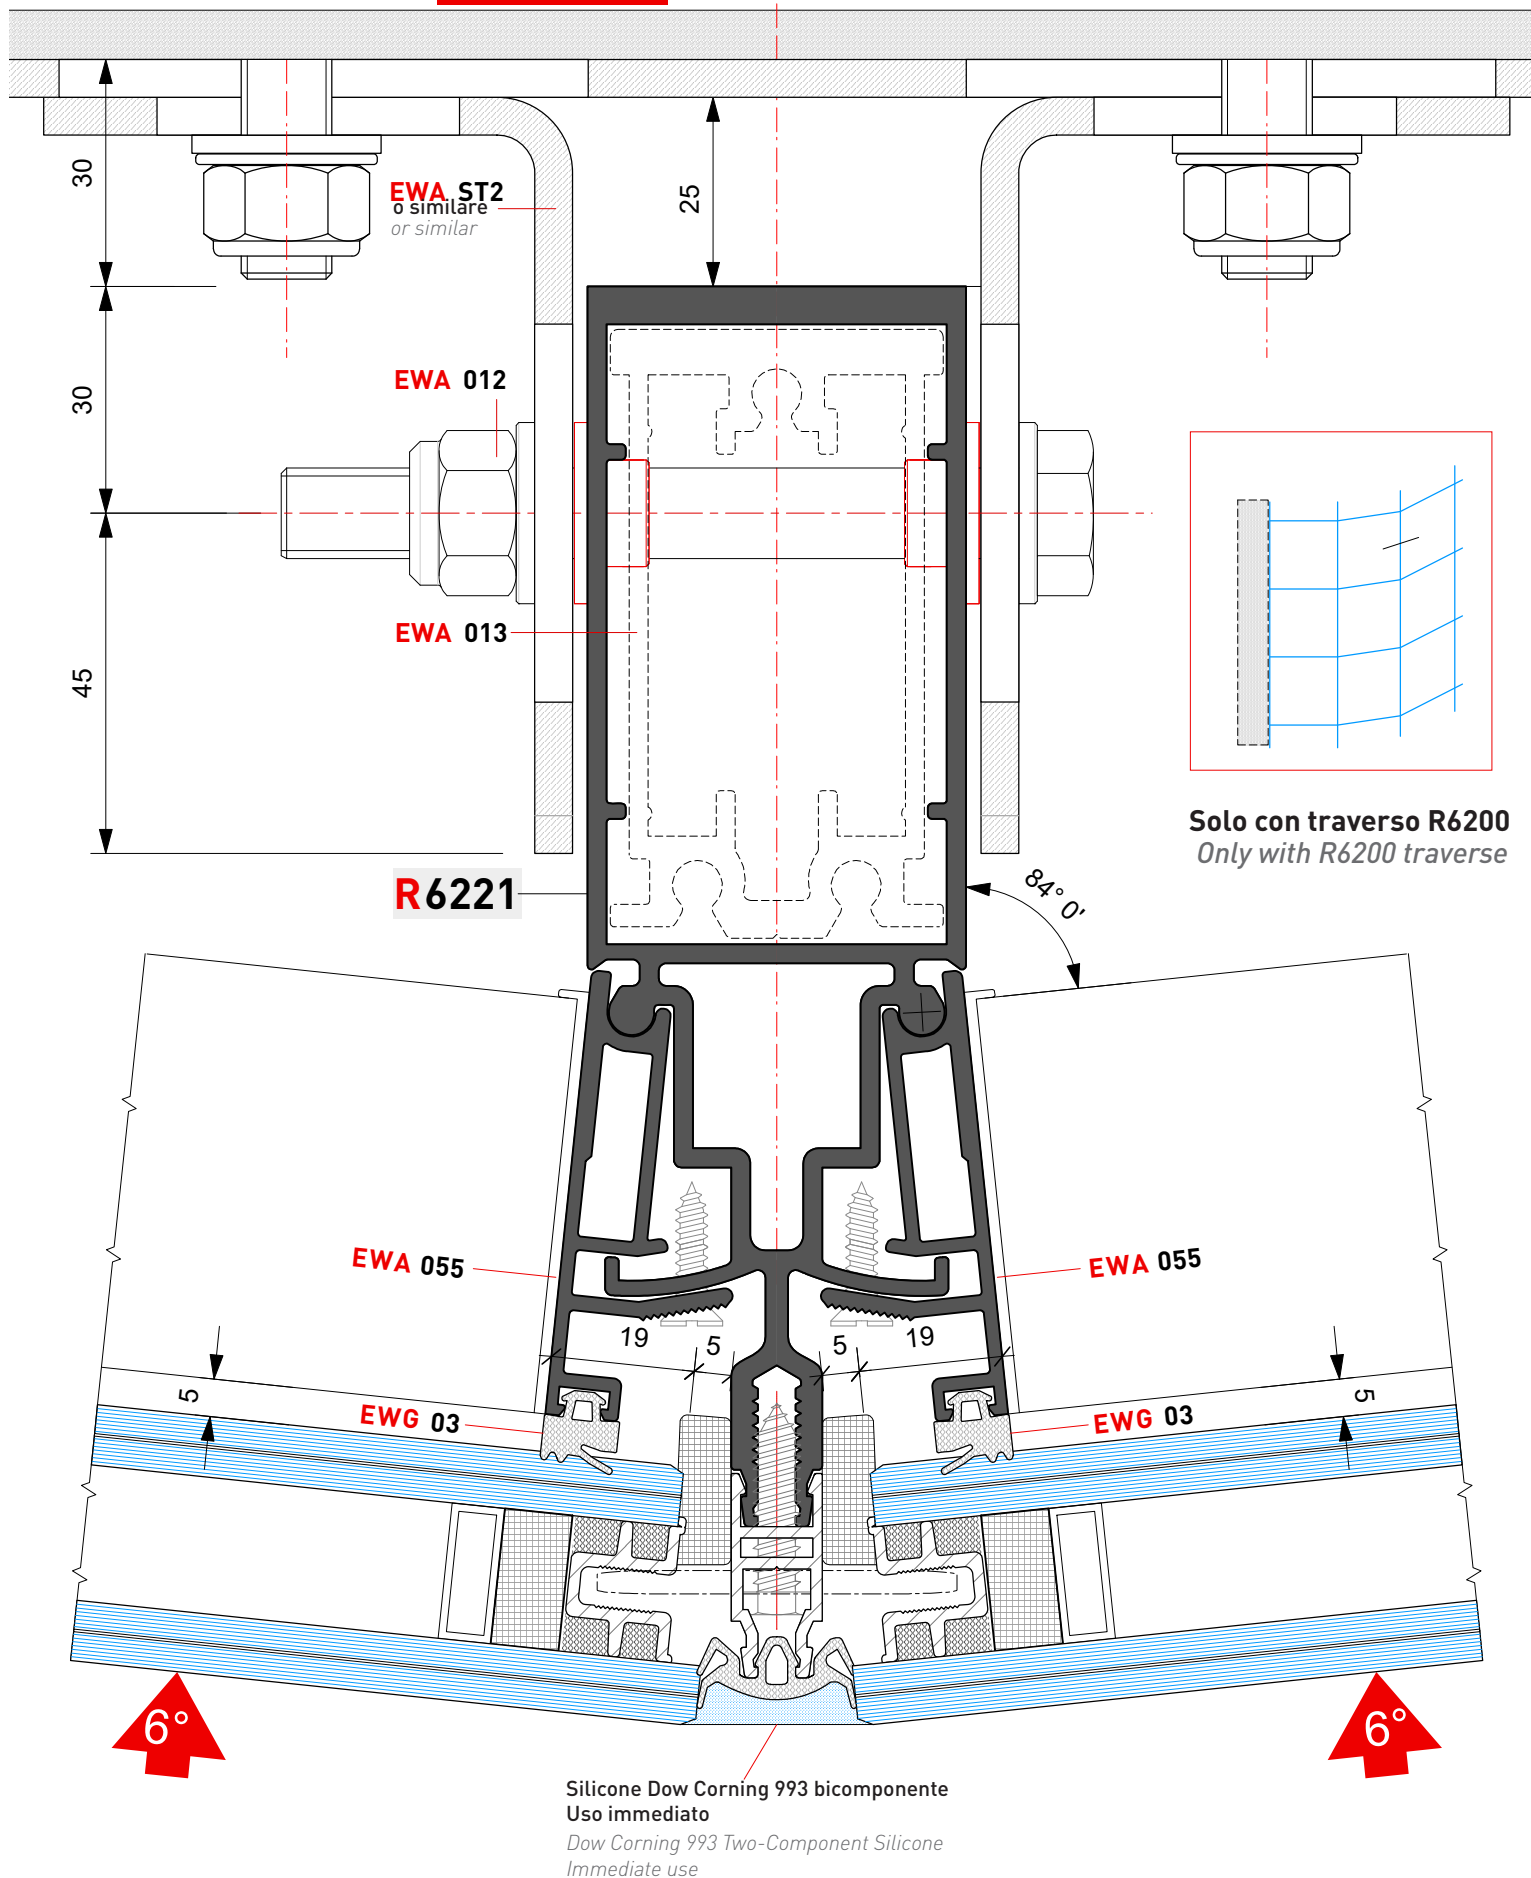 30
EWA ST2
o similare
or similar
25
30
EWA 012
EWA 013
45
Solo con traverso R6200
Only with R6200 traverse
R6221
84° 0'
EWA 055
EWA 055
19
5
5
19
5
EWG 03
EWG 03
5
6°
6°
Silicone Dow Corning 993 bicomponente
Uso immediato
Dow Corning 993 Two-Component Silicone
Immediate use